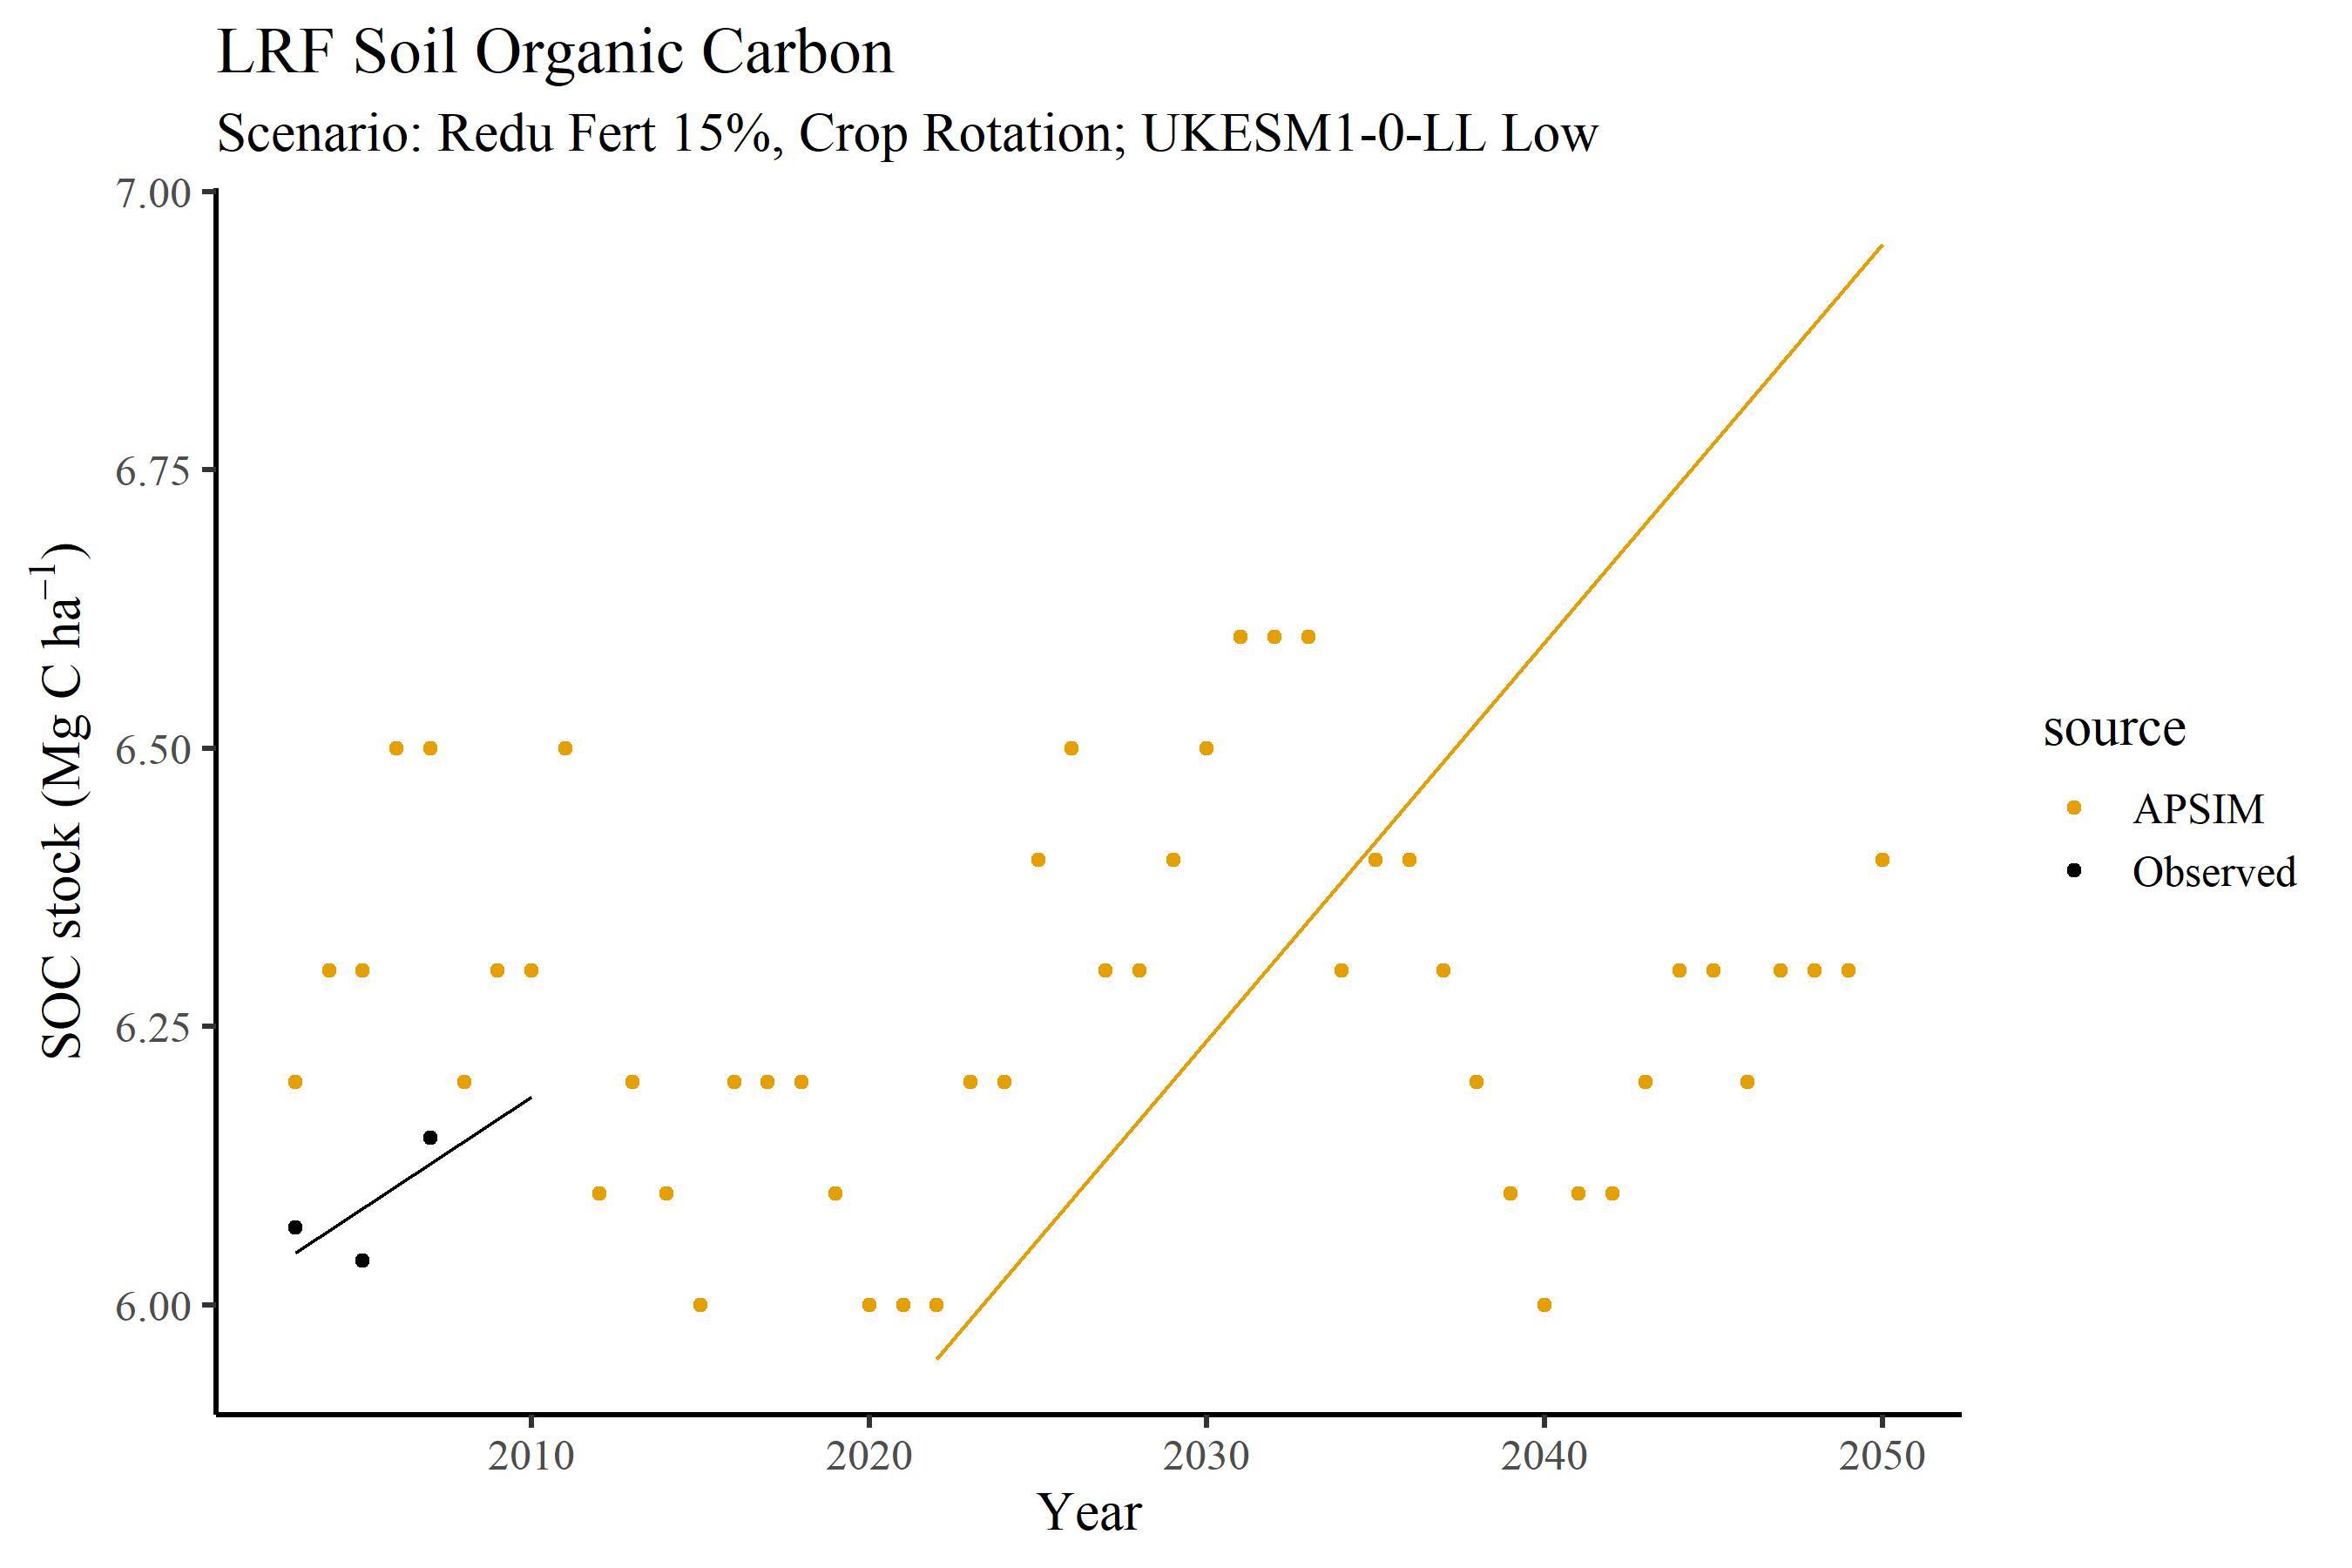 LRF Soil Organic Carbon
Scenario: Redu Fert 15%, Crop Rotation; UKESM1-0-LL Low
SOC stock (Mg C ha⁻¹)
7.00
6.75
6.50
6.25
6.00
2010 2020 2030 2040 2050
Year
source
APSIM
Observed